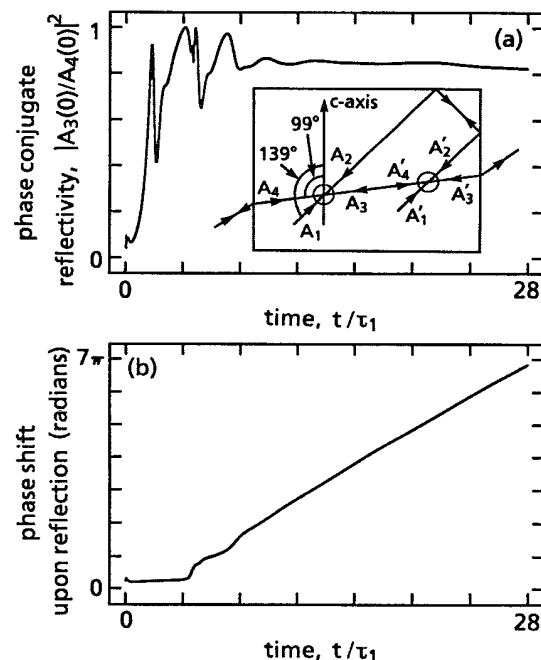 (a)
1
0
phase conjugate
reflectivity, |A₃(0)/A₄(0)|²
c-axis
99°
139°
A₂
A₄
A₃
A₁
A'₄
A'₂
A'₃
A'₁
0
28
time, t/τ₁
(b)
7π
0
phase shift
upon reflection (radians)
0
28
time, t/τ₁